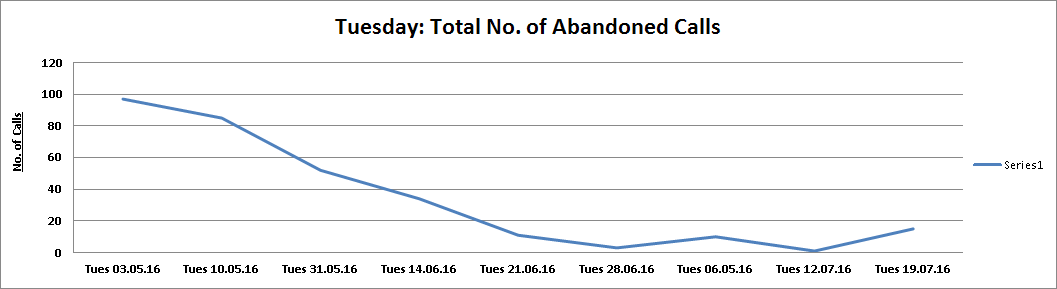 Tuesday: Total No. of Abandoned Calls
120
100
80
60
40
20
0
No. of Calls
Tues 03.05.16 Tues 10.05.16 Tues 31.05.16 Tues 14.06.16 Tues 21.06.16 Tues 28.06.16 Tues 06.05.16 Tues 12.07.16 Tues 19.07.16
Series1